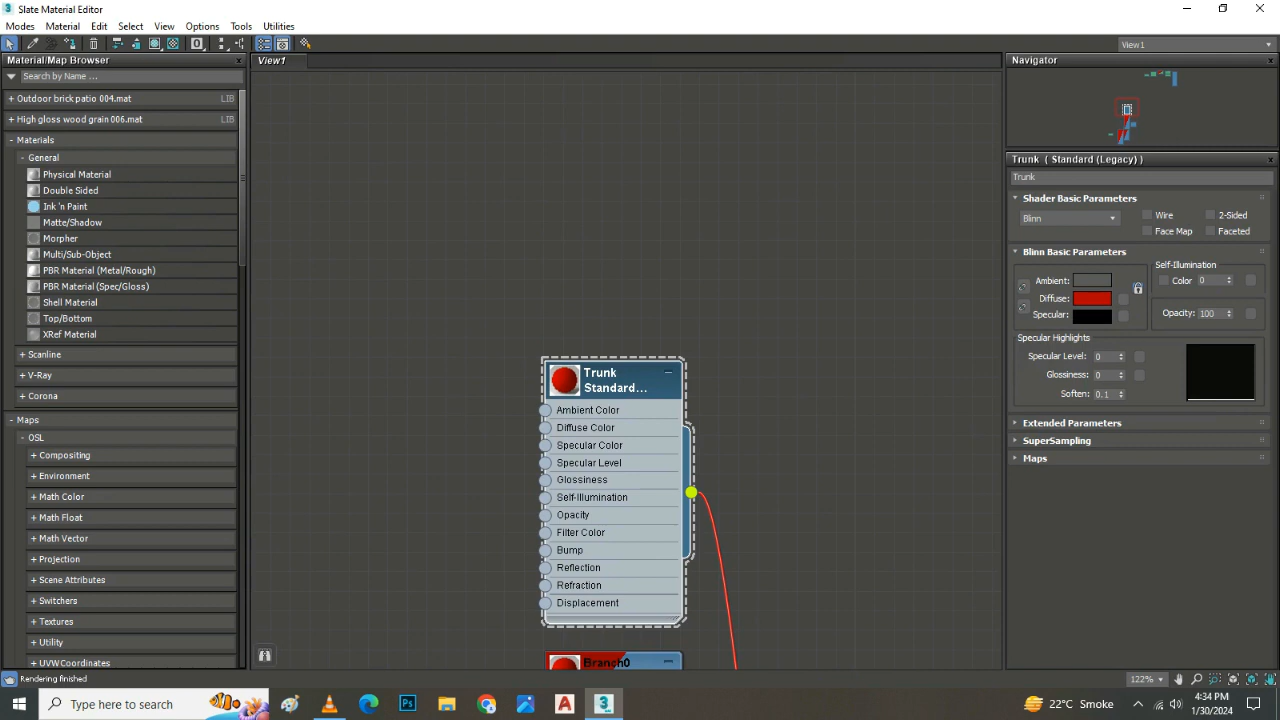 Slate Material Editor
Modes Material Edit Select View Options Tools Utilities
View1
Material/Map Browser
View1
Navigator
Search by Name ...
+ Outdoor brick patio 004.mat LIB
+ High gloss wood grain 006.mat LIB
- Materials
- General
Physical Material
Double Sided
Ink 'n Paint
Matte/Shadow
Morpher
Multi/Sub-Object
PBR Material (Metal/Rough)
PBR Material (Spec/Gloss)
Shell Material
Top/Bottom
XRef Material
+ Scanline
+ V-Ray
+ Corona
- Maps
- OSL
+ Compositing
+ Environment
+ Math Color
+ Math Float
+ Math Vector
+ Projection
+ Scene Attributes
+ Switchers
+ Textures
+ Utility
+ UVWCoordinates
Trunk
Standard...
Ambient Color
Diffuse Color
Specular Color
Specular Level
Glossiness
Self-Illumination
Opacity
Filter Color
Bump
Reflection
Refraction
Displacement
Branch0
Trunk ( Standard (Legacy) )
Trunk
Shader Basic Parameters
Blinn Wire 2-Sided
Face Map Faceted
Blinn Basic Parameters
Self-Illumination
Ambient: Color 0
Diffuse:
Specular: Opacity: 100
Specular Highlights
Specular Level: 0
Glossiness: 0
Soften: 0.1
Extended Parameters
SuperSampling
Maps
Rendering finished
122%
Type here to search
Ps
A
3
22°C Smoke
4:34 PM
1/30/2024